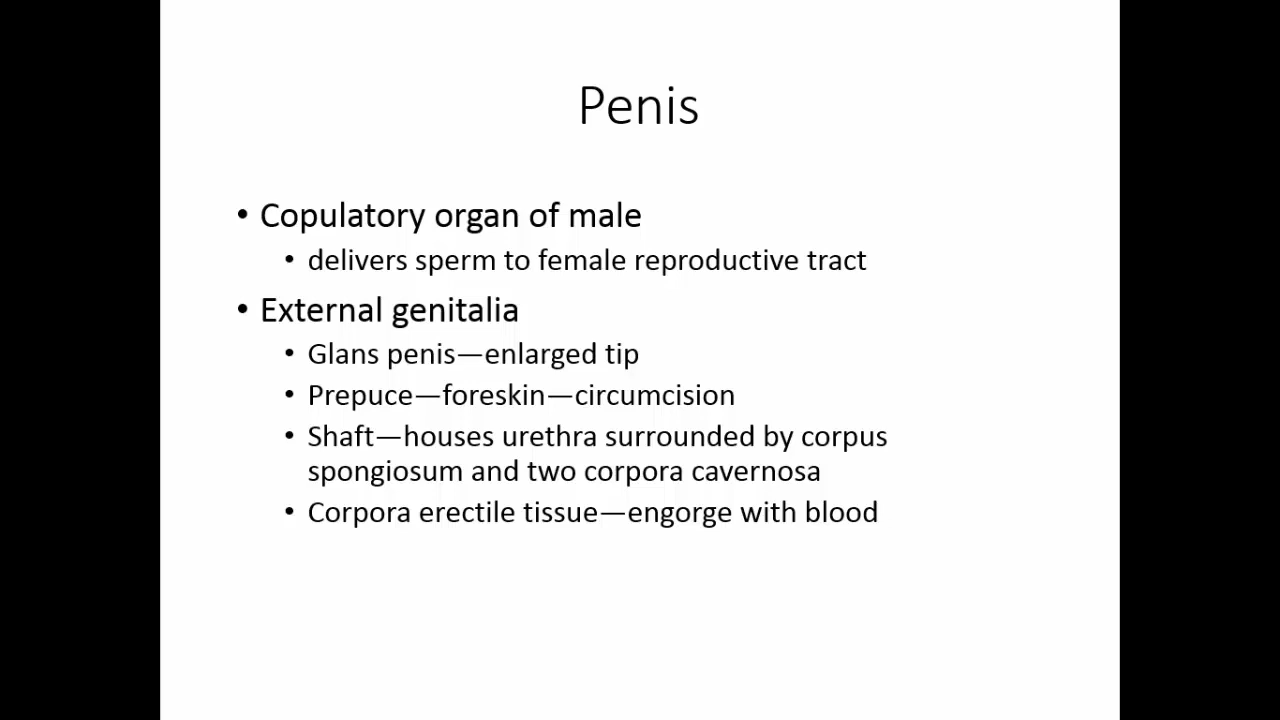 Penis
• Copulatory organ of male
• delivers sperm to female reproductive tract
• External genitalia
• Glans penis—enlarged tip
• Prepuce—foreskin—circumcision
• Shaft—houses urethra surrounded by corpus
spongiosum and two corpora cavernosa
• Corpora erectile tissue—engorge with blood